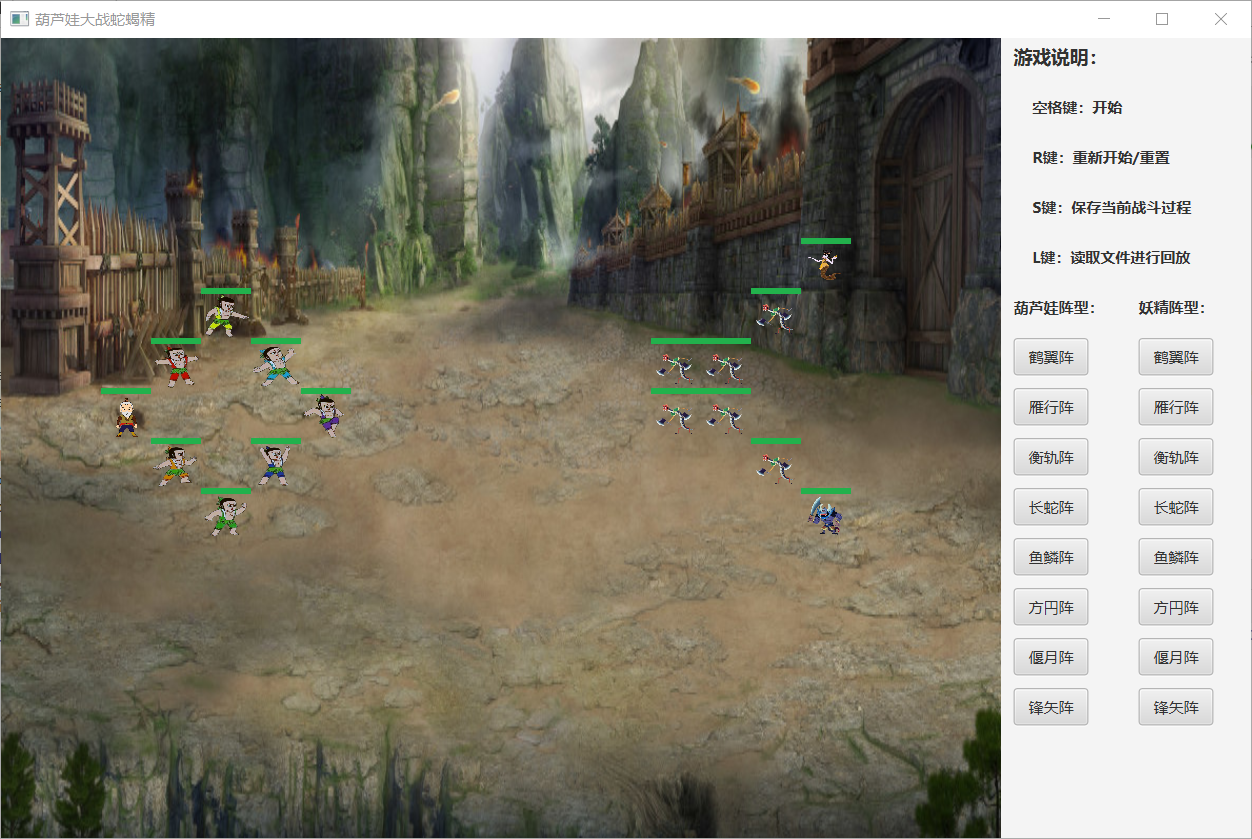 葫芦娃大战蛇蝎精
游戏说明:
空格键: 开始
R键: 重新开始/重置
S键: 保存当前战斗过程
L键: 读取文件进行回放
葫芦娃阵型: 妖精阵型:
鹤翼阵 鹤翼阵
雁行阵 雁行阵
衡轨阵 衡轨阵
长蛇阵 长蛇阵
鱼鳞阵 鱼鳞阵
方円阵 方円阵
偃月阵 偃月阵
锋矢阵 锋矢阵